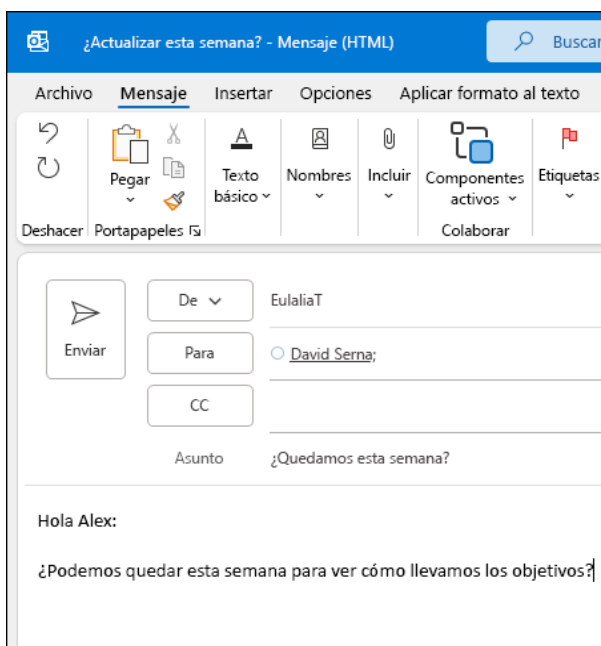 ¿Actualizar esta semana? - Mensaje (HTML)
Buscar
Archivo Mensaje Insertar Opciones Aplicar formato al texto
Pegar
Texto básico
Nombres
Incluir
Componentes activos
Etiquetas
Deshacer Portapapeles Colaborar
Enviar
De EulaliaT
Para David Serna;
CC
Asunto ¿Quedamos esta semana?
Hola Alex:
¿Podemos quedar esta semana para ver cómo llevamos los objetivos?